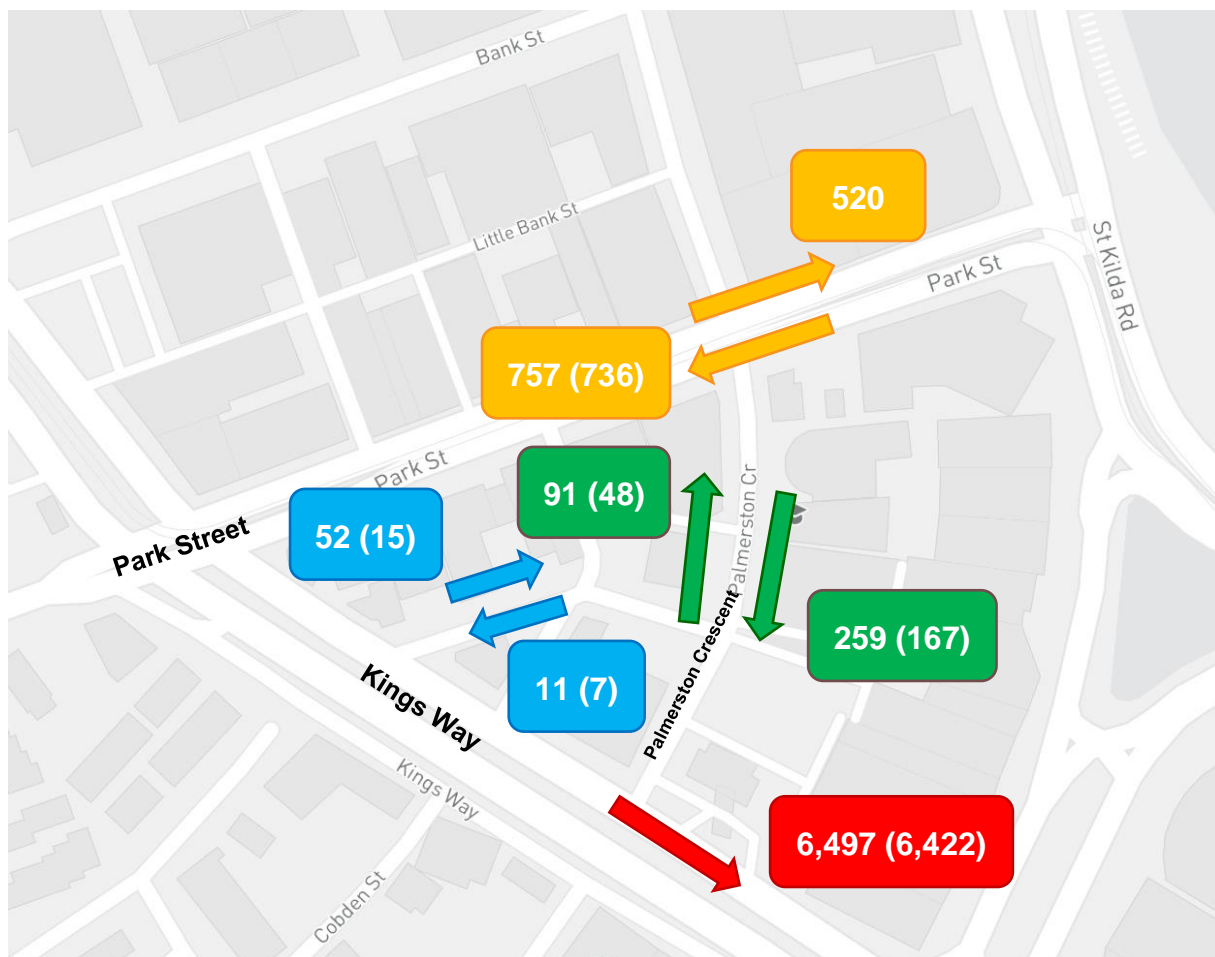 Bank St
520
Little Bank St
St Kilda Rd
Park St
757 (736)
Park St
91 (48)
Palmerston Cr
52 (15)
Park Street
259 (167)
Palmerston Crescent
11 (7)
Kings Way
Kings Way
6,497 (6,422)
Cobden St